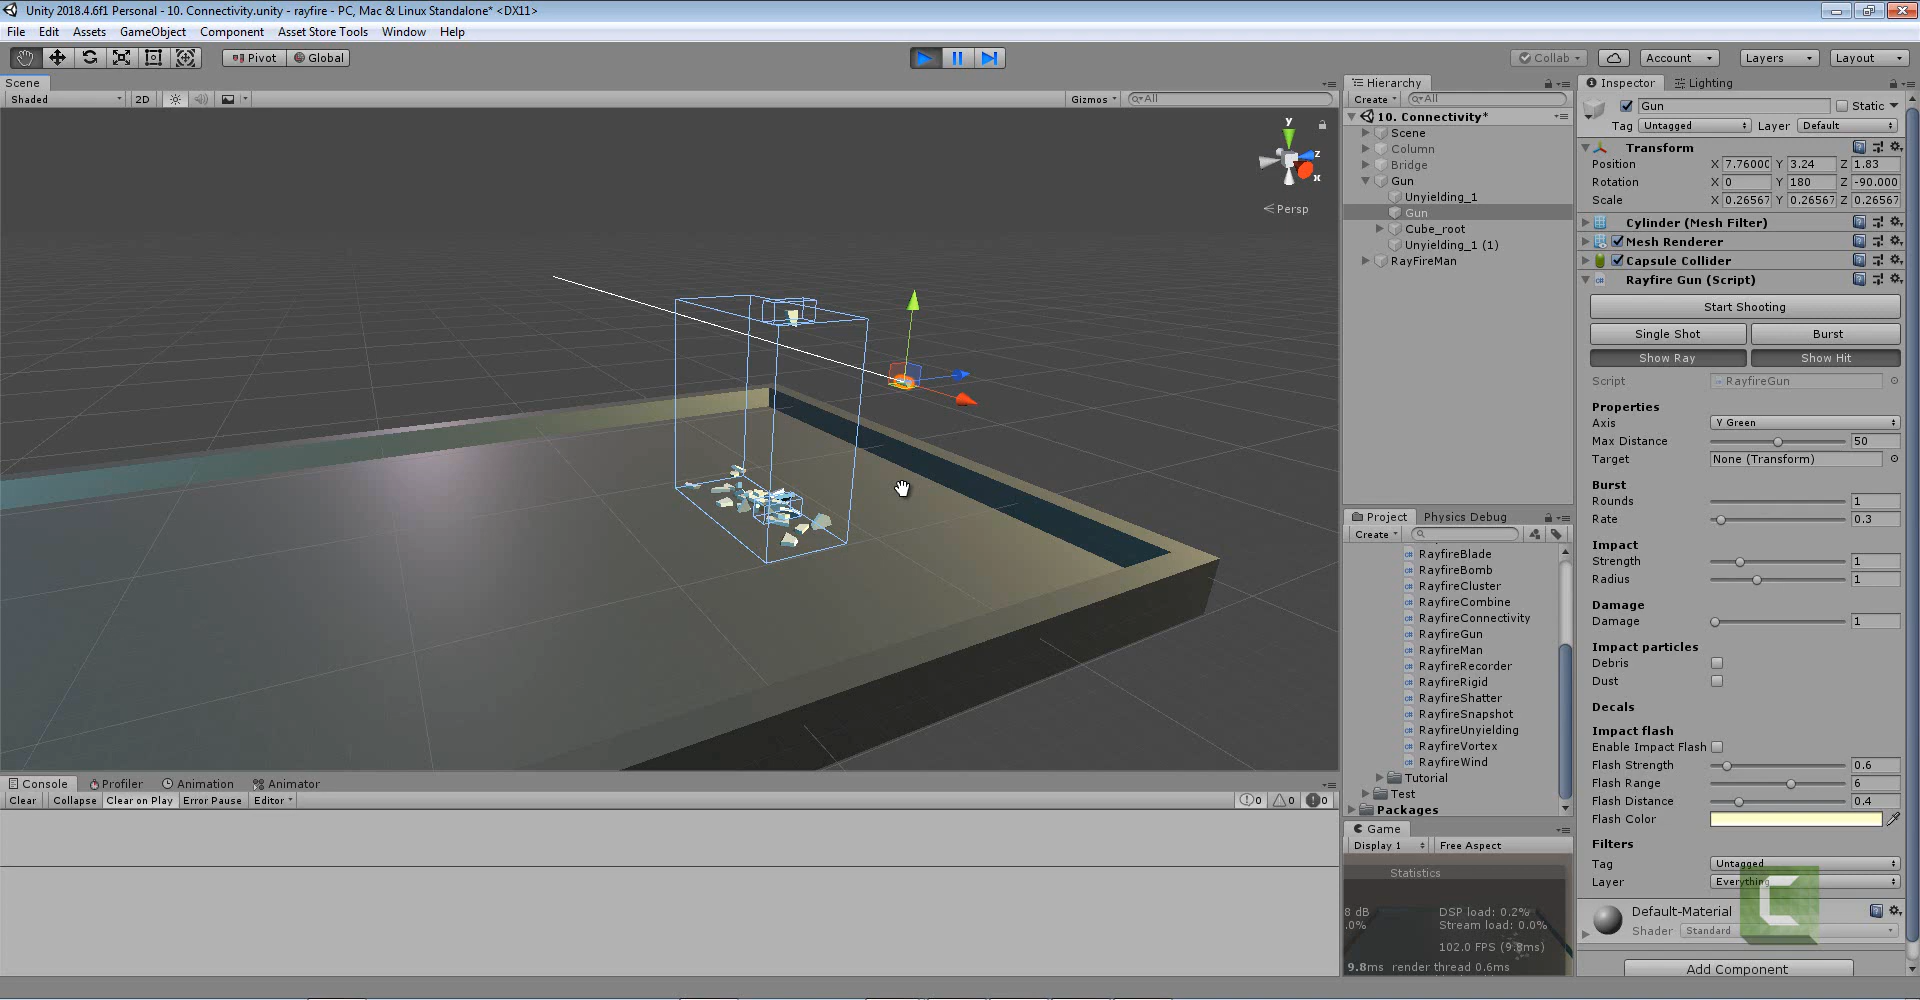 Unity 2018.4.6f1 Personal - 10. Connectivity.unity - rayfire - PC, Mac & Linux Standalone* <DX11>
File Edit Assets GameObject Component Asset Store Tools Window Help
Pivot Global Collab Account Layers Layout
Scene
Shaded 2D Gizmos All
y
z
x
Persp
Hierarchy
Create All
10. Connectivity*
Scene
Column
Bridge
Gun
Unyielding_1
Gun
Cube_root
Unyielding_1 (1)
RayFireMan
Project Physics Debug
Create
RayfireBlade
RayfireBomb
RayfireCluster
RayfireCombine
RayfireConnectivity
RayfireGun
RayfireMan
RayfireRecorder
RayfireRigid
RayfireShatter
RayfireSnapshot
RayfireUnyielding
RayfireVortex
RayfireWind
Tutorial
Test
Packages
Game
Display 1 Free Aspect
Statistics
8 dB DSP load: 0.2%
.0% Stream load: 0.0%
102.0 FPS (9.8ms)
9.8ms render thread 0.6ms
Inspector Lighting
Gun Static
Tag Untagged Layer Default
Transform
Position X 7.7600( Y 3.24 Z 1.83
Rotation X 0 Y 180 Z -90.000
Scale X 0.26567 Y 0.26567 Z 0.26567
Cylinder (Mesh Filter)
Mesh Renderer
Capsule Collider
Rayfire Gun (Script)
Start Shooting
Single Shot Burst
Show Ray Show Hit
Script RayfireGun
Properties
Axis Y Green
Max Distance 50
Target None (Transform)
Burst
Rounds 1
Rate 0.3
Impact
Strength 1
Radius 1
Damage
Damage 1
Impact particles
Debris
Dust
Decals
Impact flash
Enable Impact Flash
Flash Strength 0.6
Flash Range 6
Flash Distance 0.4
Flash Color
Filters
Tag Untagged
Layer Everything
Default-Material
Shader Standard
Add Component
Console Profiler Animation Animator
Clear Collapse Clear on Play Error Pause Editor 0 0 0